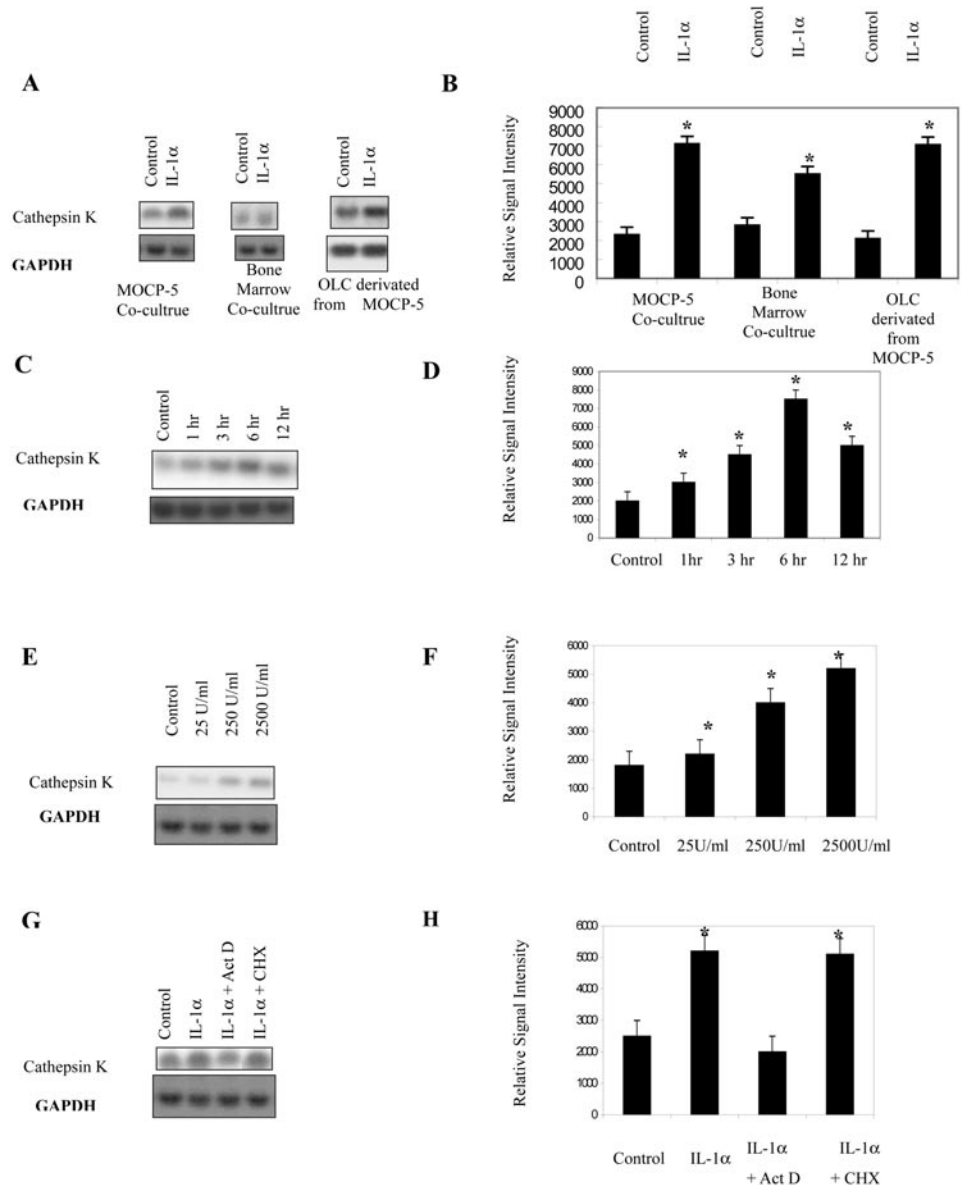 A
Control
IL-1α
Control
IL-1α
Control
IL-1α
Cathepsin K
GAPDH
MOCP-5
Co-cultrue
Bone
Marrow
Co-cultrue
OLC derivated
from MOCP-5
B
Control
IL-1α
Control
IL-1α
Control
IL-1α
Relative Signal Intensity
9000
8000
7000
6000
5000
4000
3000
2000
1000
0
*
*
*
MOCP-5
Co-cultrue
Bone
Marrow
Co-cultrue
OLC
derivated
from
MOCP-5
C
Control
1 hr
3 hr
6 hr
12 hr
Cathepsin K
GAPDH
D
Relative Signal Intensity
9000
8000
7000
6000
5000
4000
3000
2000
1000
0
*
*
*
*
Control 1hr 3 hr 6 hr 12 hr
E
Control
25 U/ml
250 U/ml
2500 U/ml
Cathepsin K
GAPDH
F
Relative Signal Intensity
6000
5000
4000
3000
2000
1000
0
*
*
*
Control 25U/ml 250U/ml 2500U/ml
G
Control
IL-1α
IL-1α + Act D
IL-1α + CHX
Cathepsin K
GAPDH
H
Relative Signal Intensity
6000
5000
4000
3000
2000
1000
0
*
*
Control IL-1α IL-1α IL-1α
+ Act D + CHX